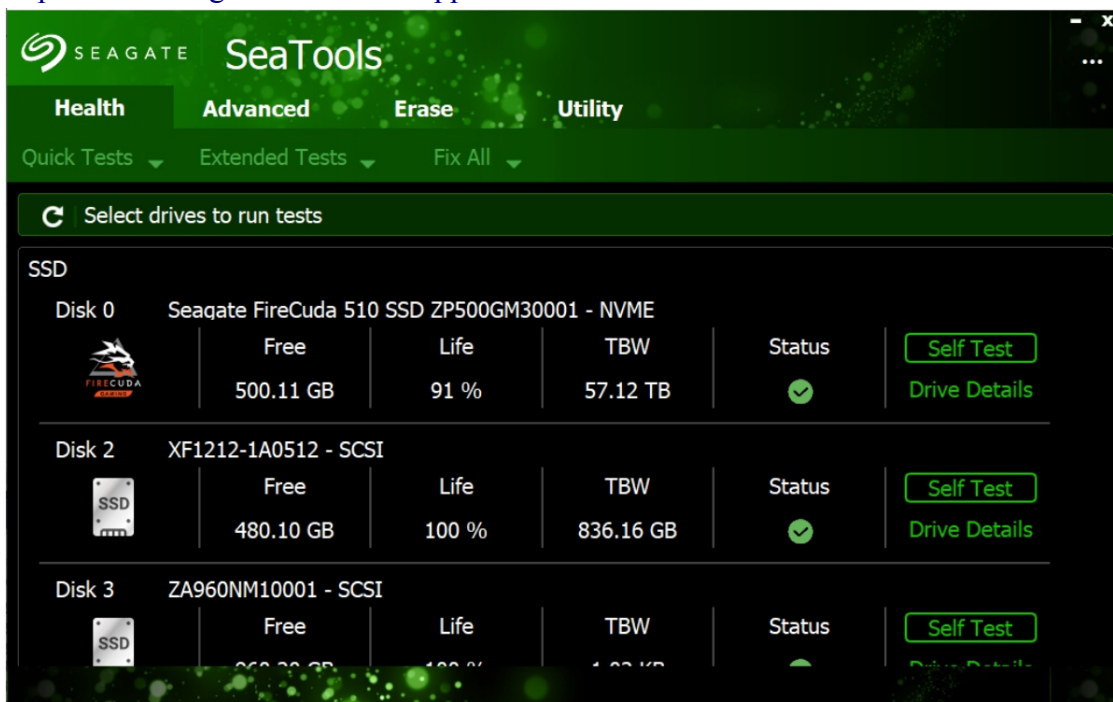 SEAGATE SeaTools
- x
...
Health Advanced Erase Utility
Quick Tests Extended Tests Fix All
Select drives to run tests
SSD
Disk 0 Seagate FireCuda 510 SSD ZP500GM30001 - NVME
Free Life TBW Status Self Test
FIRECUDA
GAMING
500.11 GB 91 % 57.12 TB Drive Details
Disk 2 XF1212-1A0512 - SCSI
Free Life TBW Status Self Test
SSD
480.10 GB 100 % 836.16 GB Drive Details
Disk 3 ZA960NM10001 - SCSI
Free Life TBW Status Self Test
SSD